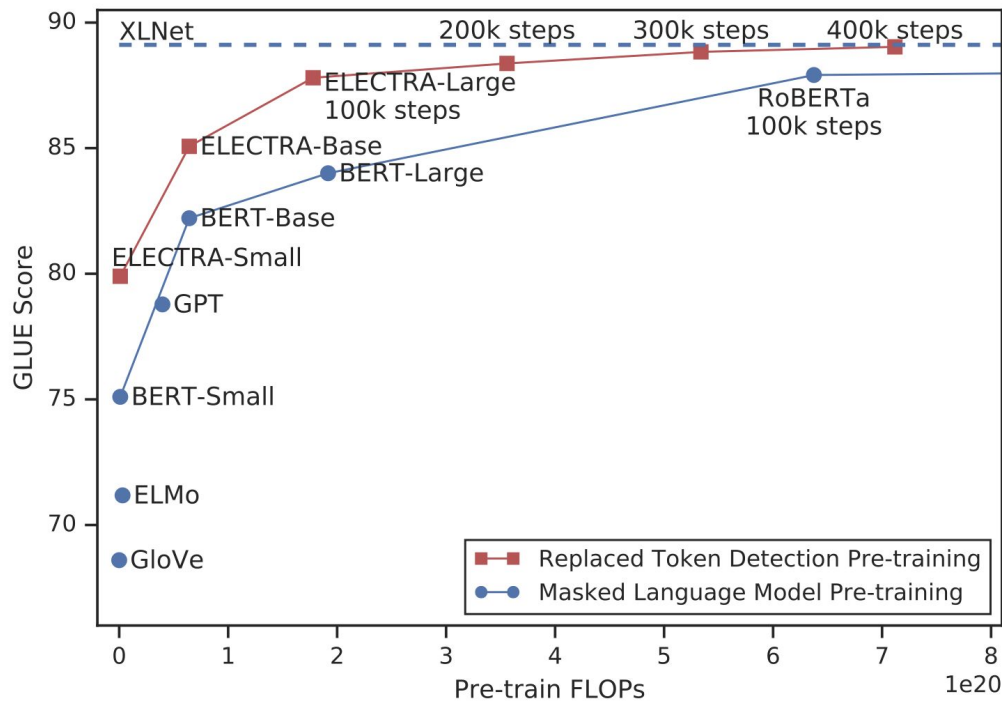 90
XLNet
200k steps
300k steps
400k steps
ELECTRA-Large
100k steps
RoBERTa
100k steps
85
ELECTRA-Base
BERT-Large
BERT-Base
ELECTRA-Small
80
GPT
GLUE Score
75
BERT-Small
ELMo
70
GloVe
Replaced Token Detection Pre-training
Masked Language Model Pre-training
0 1 2 3 4 5 6 7 8
Pre-train FLOPs
1e20